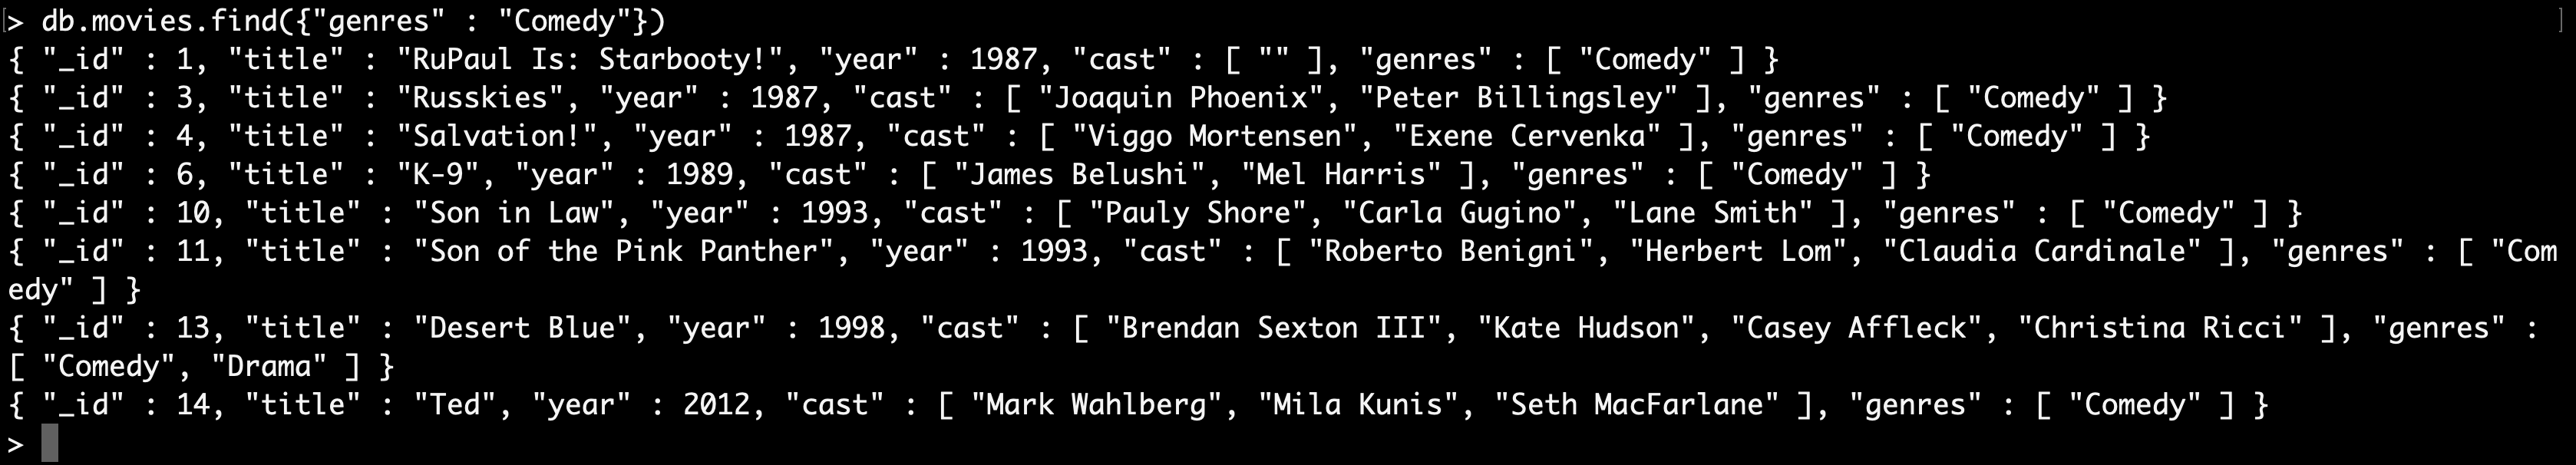 > db.movies.find({"genres" : "Comedy"})
{ "_id" : 1, "title" : "RuPaul Is: Starbooty!", "year" : 1987, "cast" : [ "" ], "genres" : [ "Comedy" ] }
{ "_id" : 3, "title" : "Russkies", "year" : 1987, "cast" : [ "Joaquin Phoenix", "Peter Billingsley" ], "genres" : [ "Comedy" ] }
{ "_id" : 4, "title" : "Salvation!", "year" : 1987, "cast" : [ "Viggo Mortensen", "Exene Cervenka" ], "genres" : [ "Comedy" ] }
{ "_id" : 6, "title" : "K-9", "year" : 1989, "cast" : [ "James Belushi", "Mel Harris" ], "genres" : [ "Comedy" ] }
{ "_id" : 10, "title" : "Son in Law", "year" : 1993, "cast" : [ "Pauly Shore", "Carla Gugino", "Lane Smith" ], "genres" : [ "Comedy" ] }
{ "_id" : 11, "title" : "Son of the Pink Panther", "year" : 1993, "cast" : [ "Roberto Benigni", "Herbert Lom", "Claudia Cardinale" ], "genres" : [ "Com
edy" ] }
{ "_id" : 13, "title" : "Desert Blue", "year" : 1998, "cast" : [ "Brendan Sexton III", "Kate Hudson", "Casey Affleck", "Christina Ricci" ], "genres" :
[ "Comedy", "Drama" ] }
{ "_id" : 14, "title" : "Ted", "year" : 2012, "cast" : [ "Mark Wahlberg", "Mila Kunis", "Seth MacFarlane" ], "genres" : [ "Comedy" ] }
>